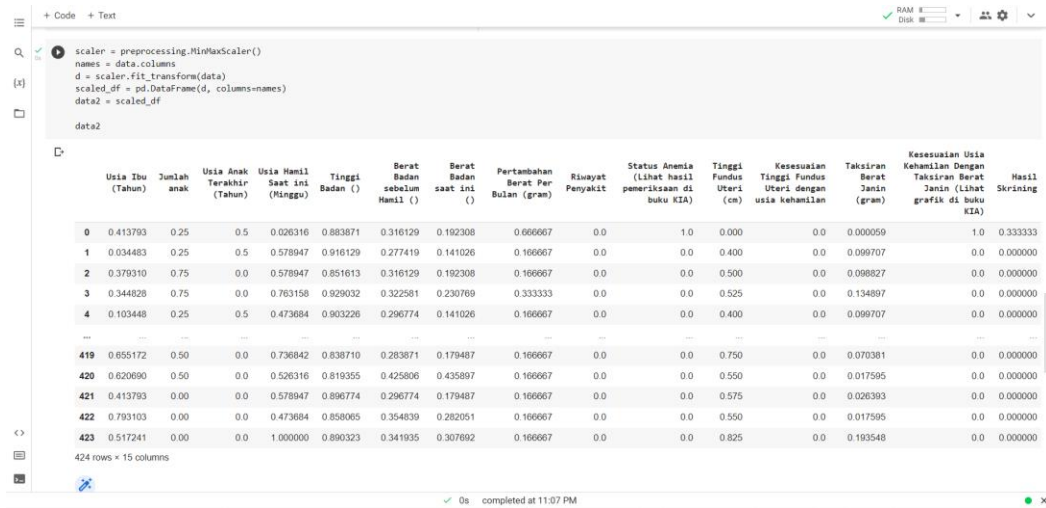 + Code + Text
RAM
Disk
{x}
0s
scaler = preprocessing.MinMaxScaler()
names = data.columns
d = scaler.fit_transform(data)
scaled_df = pd.DataFrame(d, columns=names)
data2 = scaled_df
data2
Usia Ibu (Tahun) Jumlah anak Usia Anak Terakhir (Tahun) Usia Hamil Saat ini (Minggu) Tinggi Badan () Berat Badan sebelum Hamil () Berat Badan saat ini () Pertambahan Berat Per Bulan (gram) Riwayat Penyakit Status Anemia (Lihat hasil pemeriksaan di buku KIA) Tinggi Fundus Uteri (cm) Kesesuaian Tinggi Fundus Uteri dengan usia kehamilan Taksiran Berat Janin (gram) Kesesuaian Usia Kehamilan Dengan Taksiran Berat Janin (Lihat grafik di buku KIA) Hasil Skrining
0 0.413793 0.25 0.5 0.026316 0.883871 0.316129 0.192308 0.666667 0.0 1.0 0.000 0.0 0.000059 1.0 0.333333
1 0.034483 0.25 0.5 0.578947 0.916129 0.277419 0.141026 0.166667 0.0 0.0 0.400 0.0 0.099707 0.0 0.000000
2 0.379310 0.75 0.0 0.578947 0.851613 0.316129 0.192308 0.166667 0.0 0.0 0.500 0.0 0.098827 0.0 0.000000
3 0.344828 0.75 0.0 0.763158 0.929032 0.322581 0.230769 0.333333 0.0 0.0 0.525 0.0 0.134897 0.0 0.000000
4 0.103448 0.25 0.5 0.473684 0.903226 0.296774 0.141026 0.166667 0.0 0.0 0.400 0.0 0.099707 0.0 0.000000
... ... ... ... ... ... ... ... ... ... ... ... ... ... ... ...
419 0.655172 0.50 0.0 0.736842 0.838710 0.283871 0.179487 0.166667 0.0 0.0 0.750 0.0 0.070381 0.0 0.000000
420 0.620690 0.50 0.0 0.526316 0.819355 0.425806 0.435897 0.166667 0.0 0.0 0.550 0.0 0.017595 0.0 0.000000
421 0.413793 0.00 0.0 0.578947 0.896774 0.296774 0.179487 0.166667 0.0 0.0 0.575 0.0 0.026393 0.0 0.000000
422 0.793103 0.00 0.0 0.473684 0.858065 0.354839 0.282051 0.166667 0.0 0.0 0.550 0.0 0.017595 0.0 0.000000
423 0.517241 0.00 0.0 1.000000 0.890323 0.341935 0.307692 0.166667 0.0 0.0 0.825 0.0 0.193548 0.0 0.000000
424 rows × 15 columns
0s completed at 11:07 PM